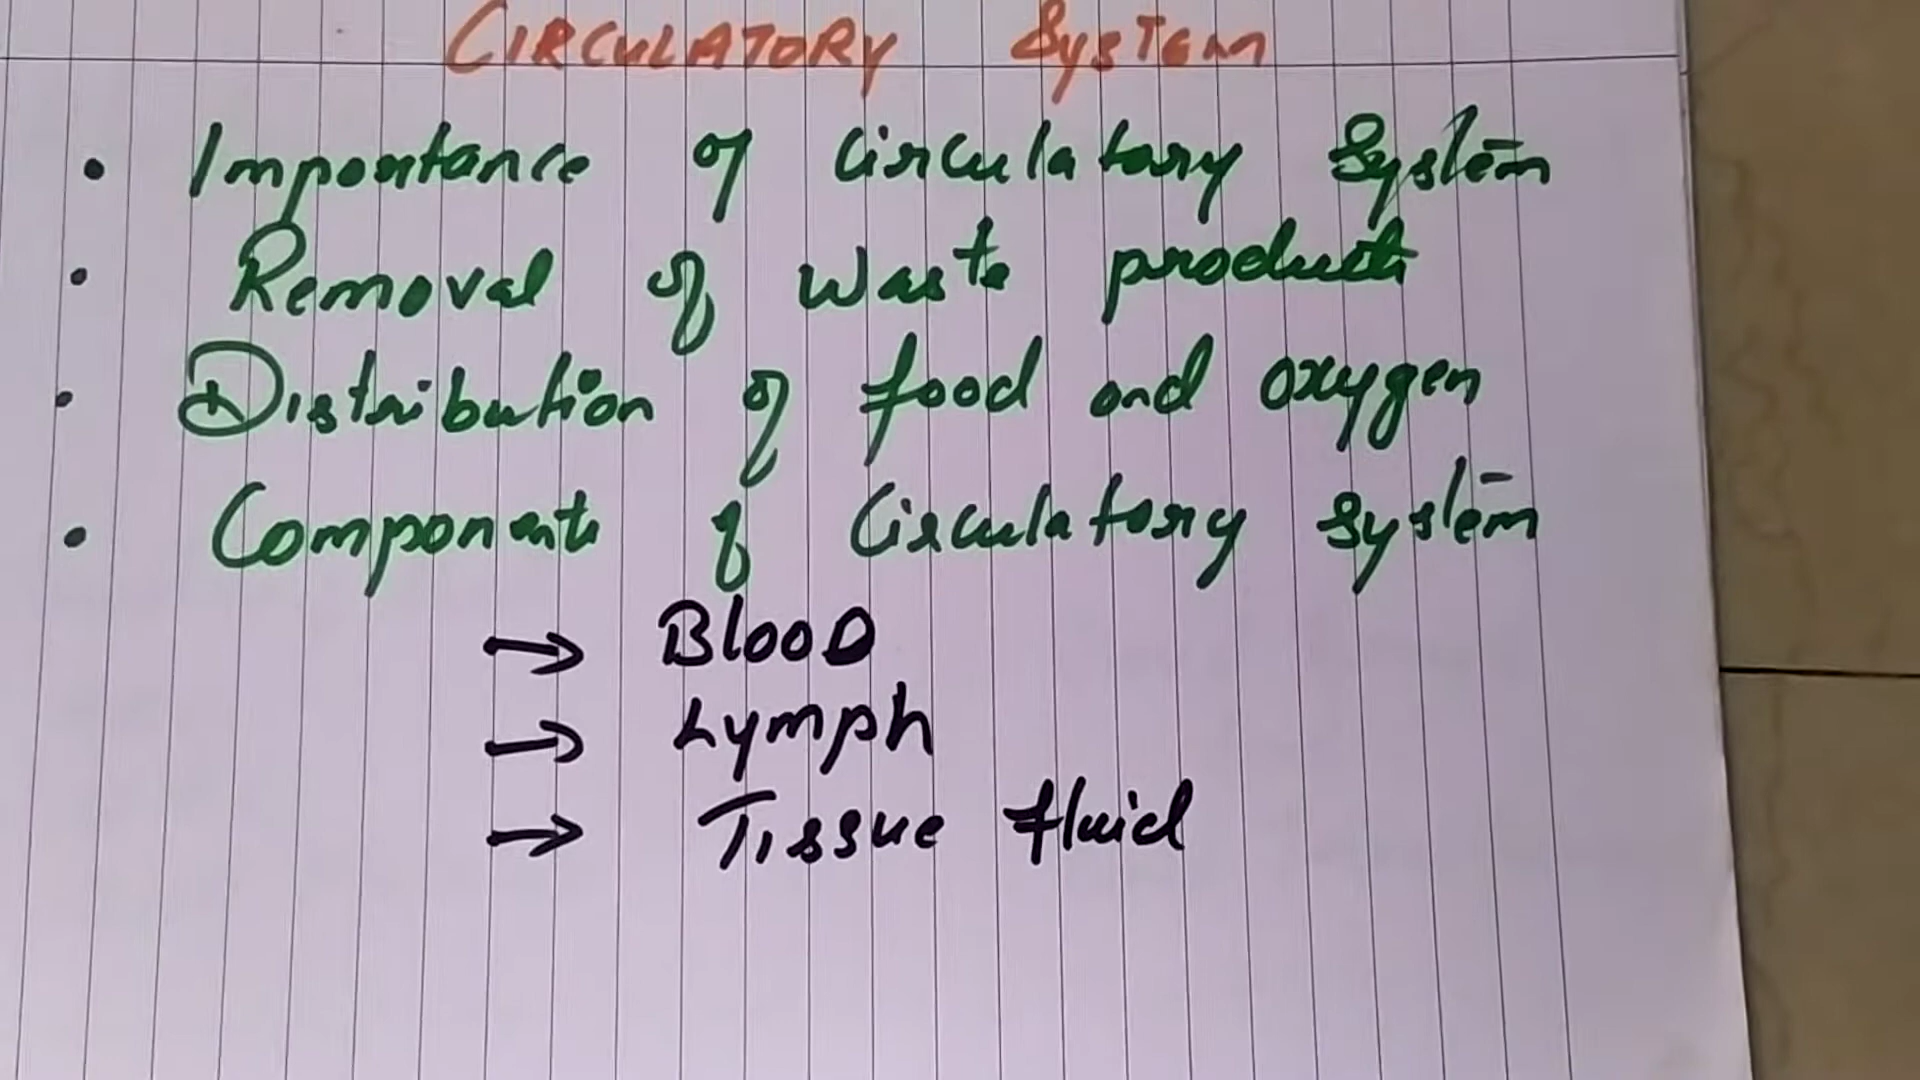 CIRCULATORY SYSTEM
• Importance of Circulatory System
• Removal of Waste products
• Distribution of food and oxygen
• Components of Circulatory System
→ Blood
→ Lymph
→ Tissue fluid